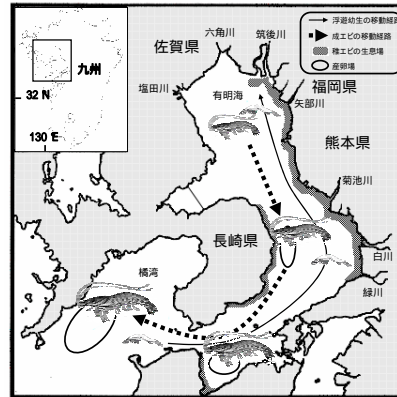 浮遊幼生の移動経路
成エビの移動経路
稚エビの生息場
産卵場
九州
32 N
130 E
佐賀県
六角川
筑後川
福岡県
塩田川
有明海
矢部川
熊本県
菊池川
長崎県
白川
橘湾
緑川